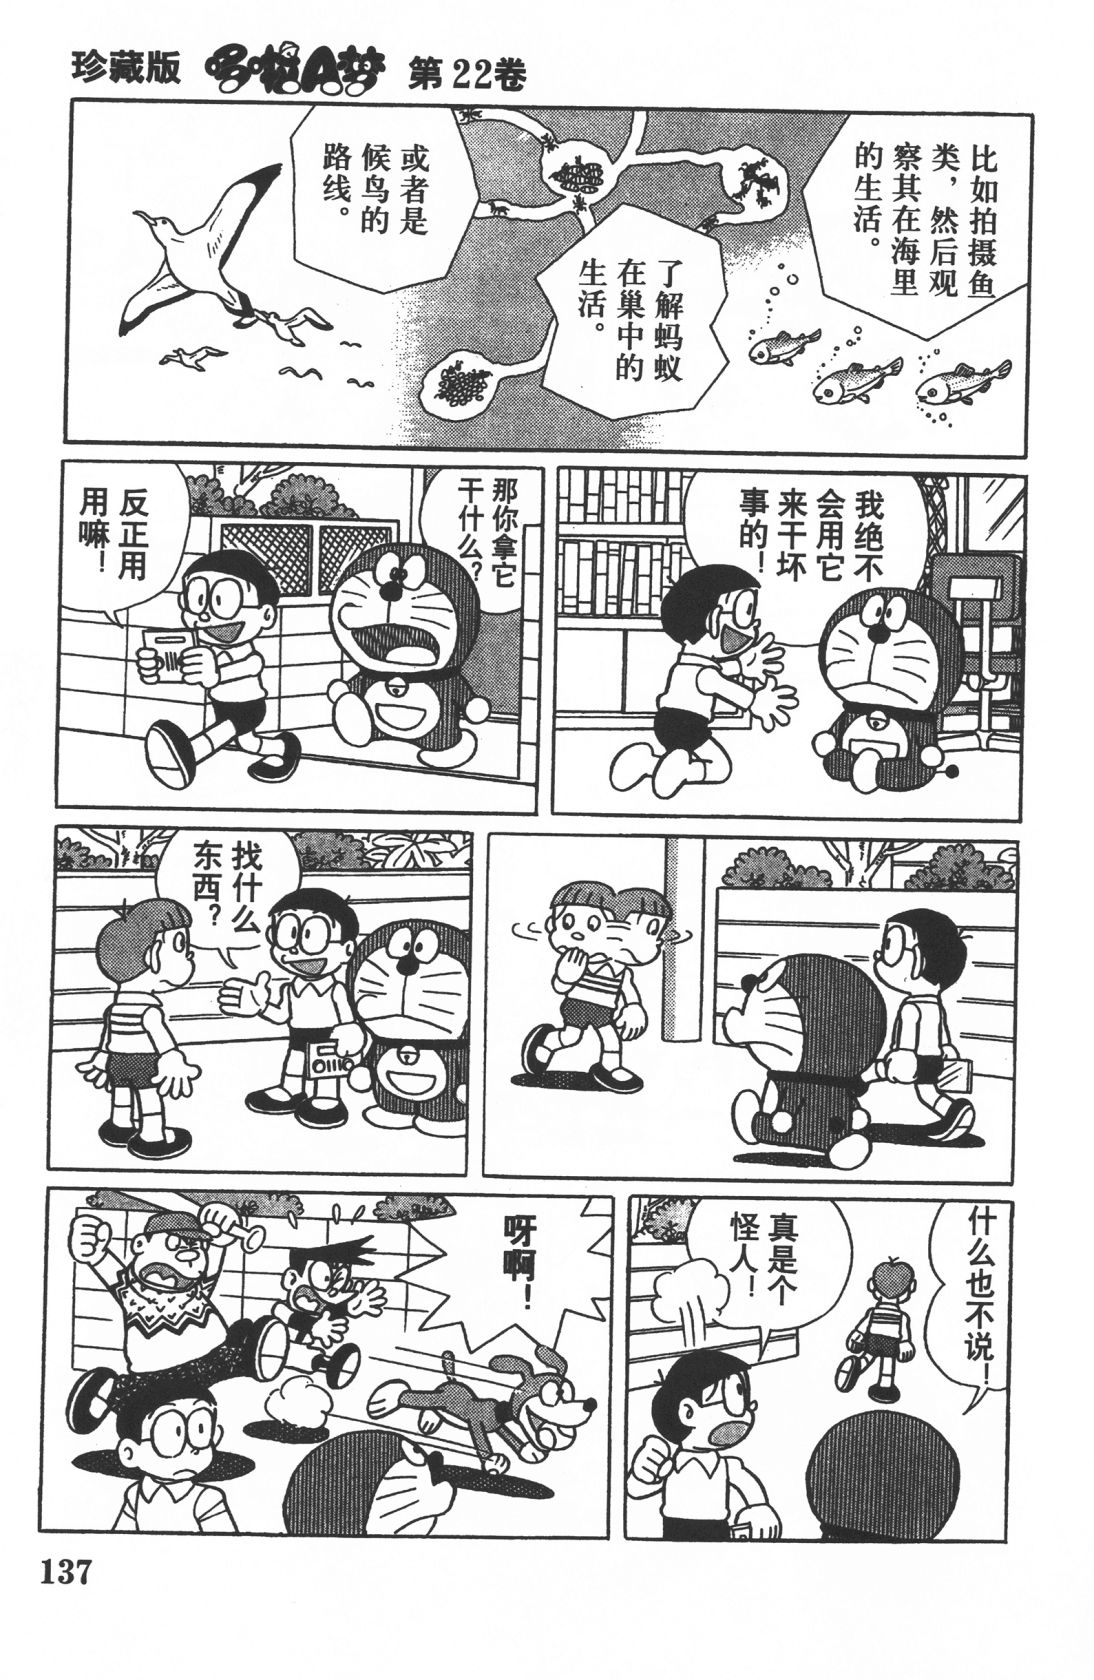 珍藏版 哆啦A梦 第22卷
比如拍摄鱼
类，然后观
察其在海里
的生活。
了解蚂蚁
在巢中的
生活。
或者是
候鸟的
路线。
我绝不
会用它
来干坏
事的！
那你拿它
干什么？
反正用
用嘛！
找什么
东西？
什么也不说！
真是个
怪人！
呀啊！
137